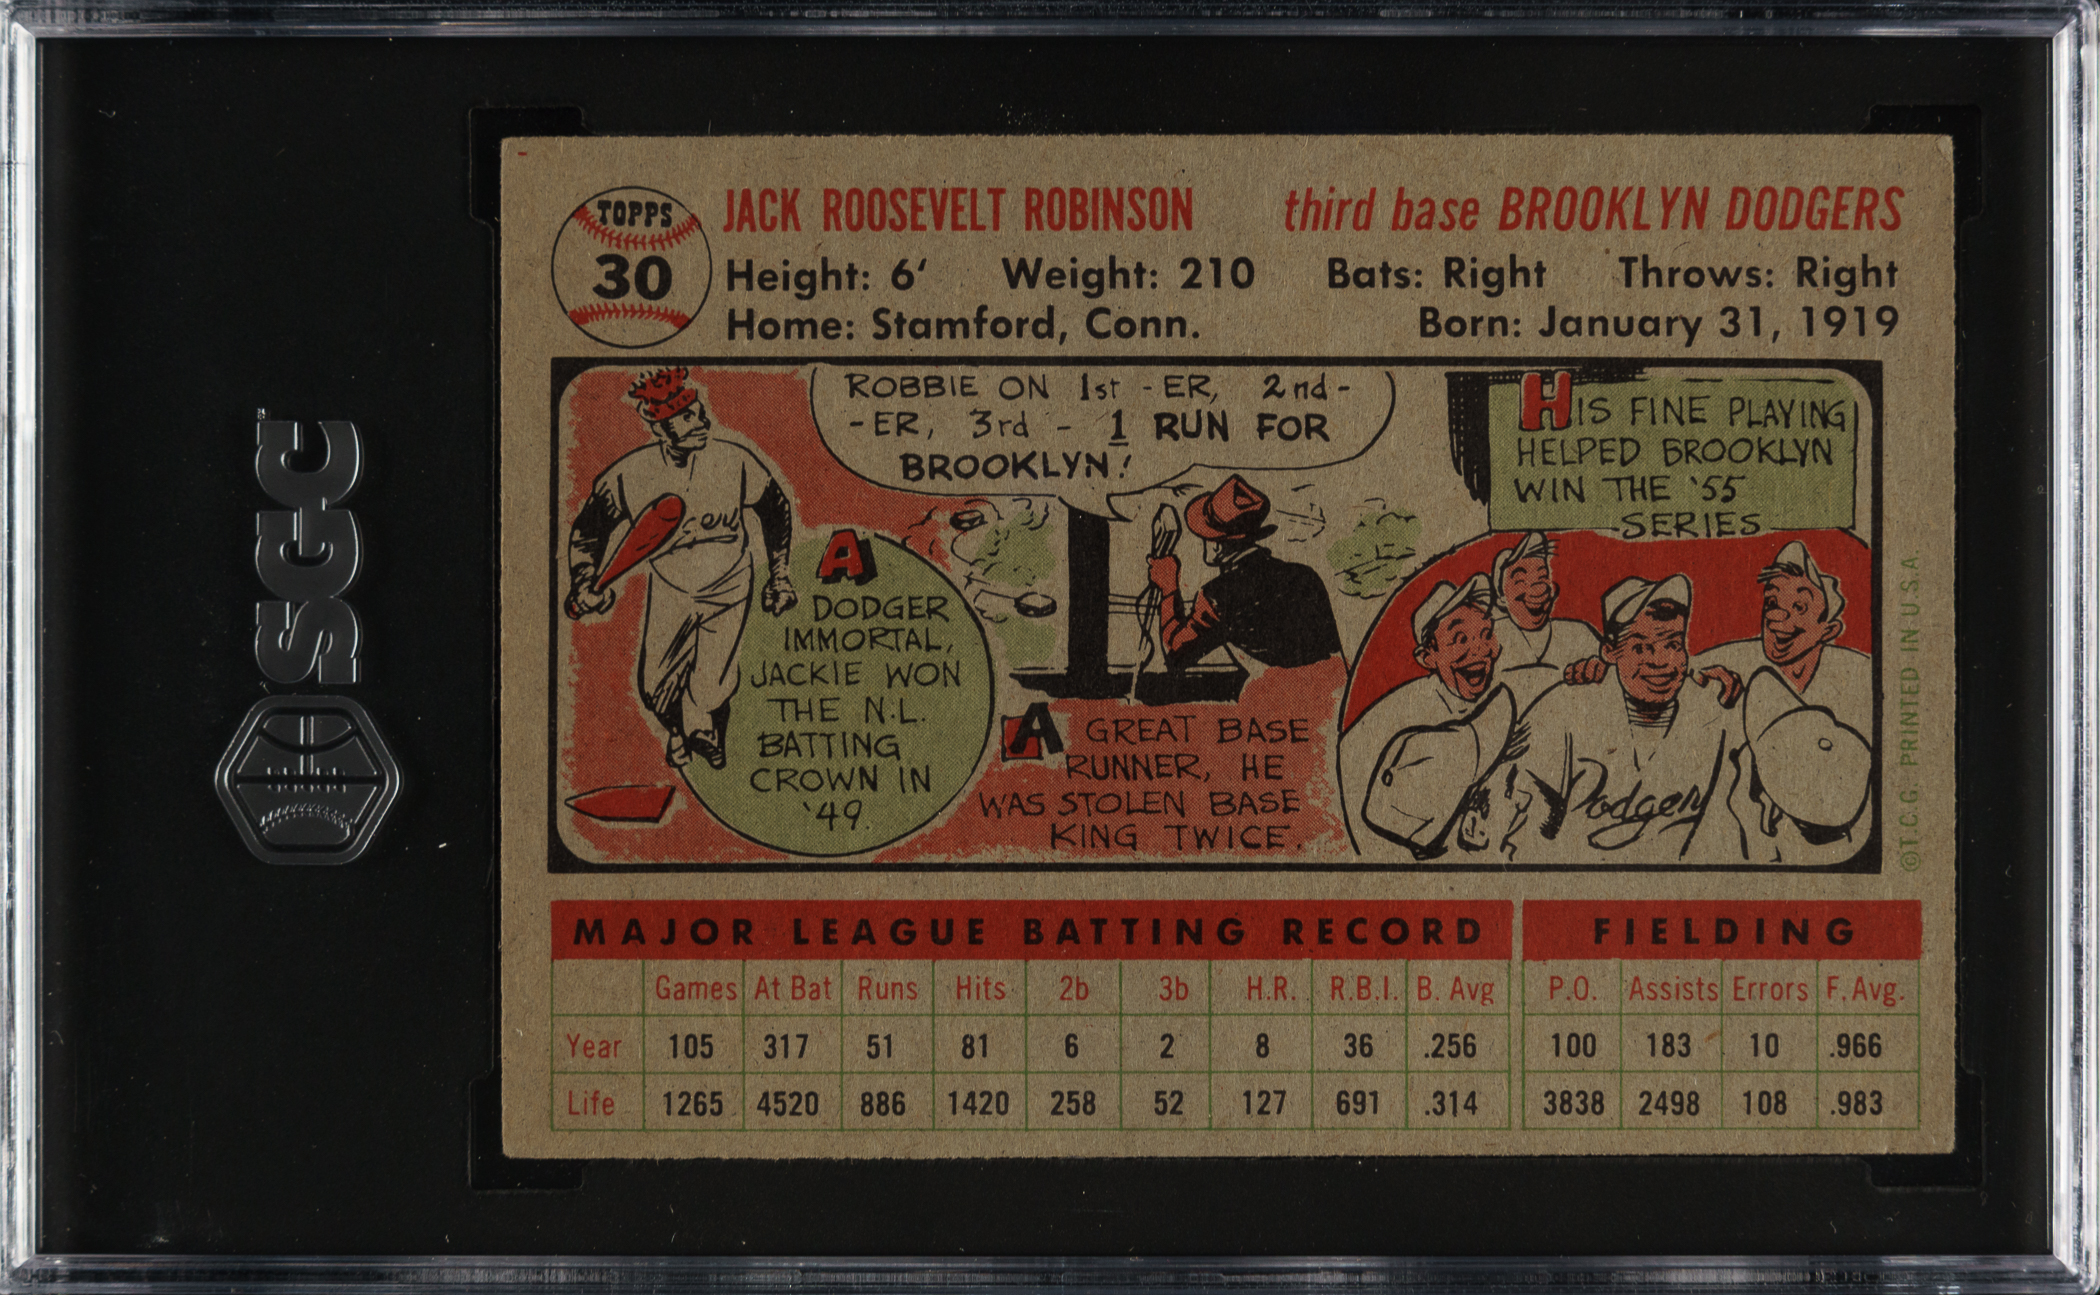 SGC
TOPPS
30
JACK ROOSEVELT ROBINSON third base BROOKLYN DODGERS
Height: 6' Weight: 210 Bats: Right Throws: Right
Home: Stamford, Conn. Born: January 31, 1919
ROBBIE ON 1st -ER, 2nd-
-ER, 3rd - 1 RUN FOR
BROOKLYN!
A
DODGER
IMMORTAL,
JACKIE WON
THE N.L.
BATTING
CROWN IN
'49.
A GREAT BASE
RUNNER, HE
WAS STOLEN BASE
KING TWICE.
HIS FINE PLAYING
HELPED BROOKLYN
WIN THE '55
SERIES
Dodgers
©T.C.G. PRINTED IN U.S.A.
MAJOR LEAGUE BATTING RECORD FIELDING
Games At Bat Runs Hits 2b 3b H.R. R.B.I. B. Avg P.O. Assists Errors F. Avg.
Year 105 317 51 81 6 2 8 36 .256 100 183 10 .966
Life 1265 4520 886 1420 258 52 127 691 .314 3838 2498 108 .983